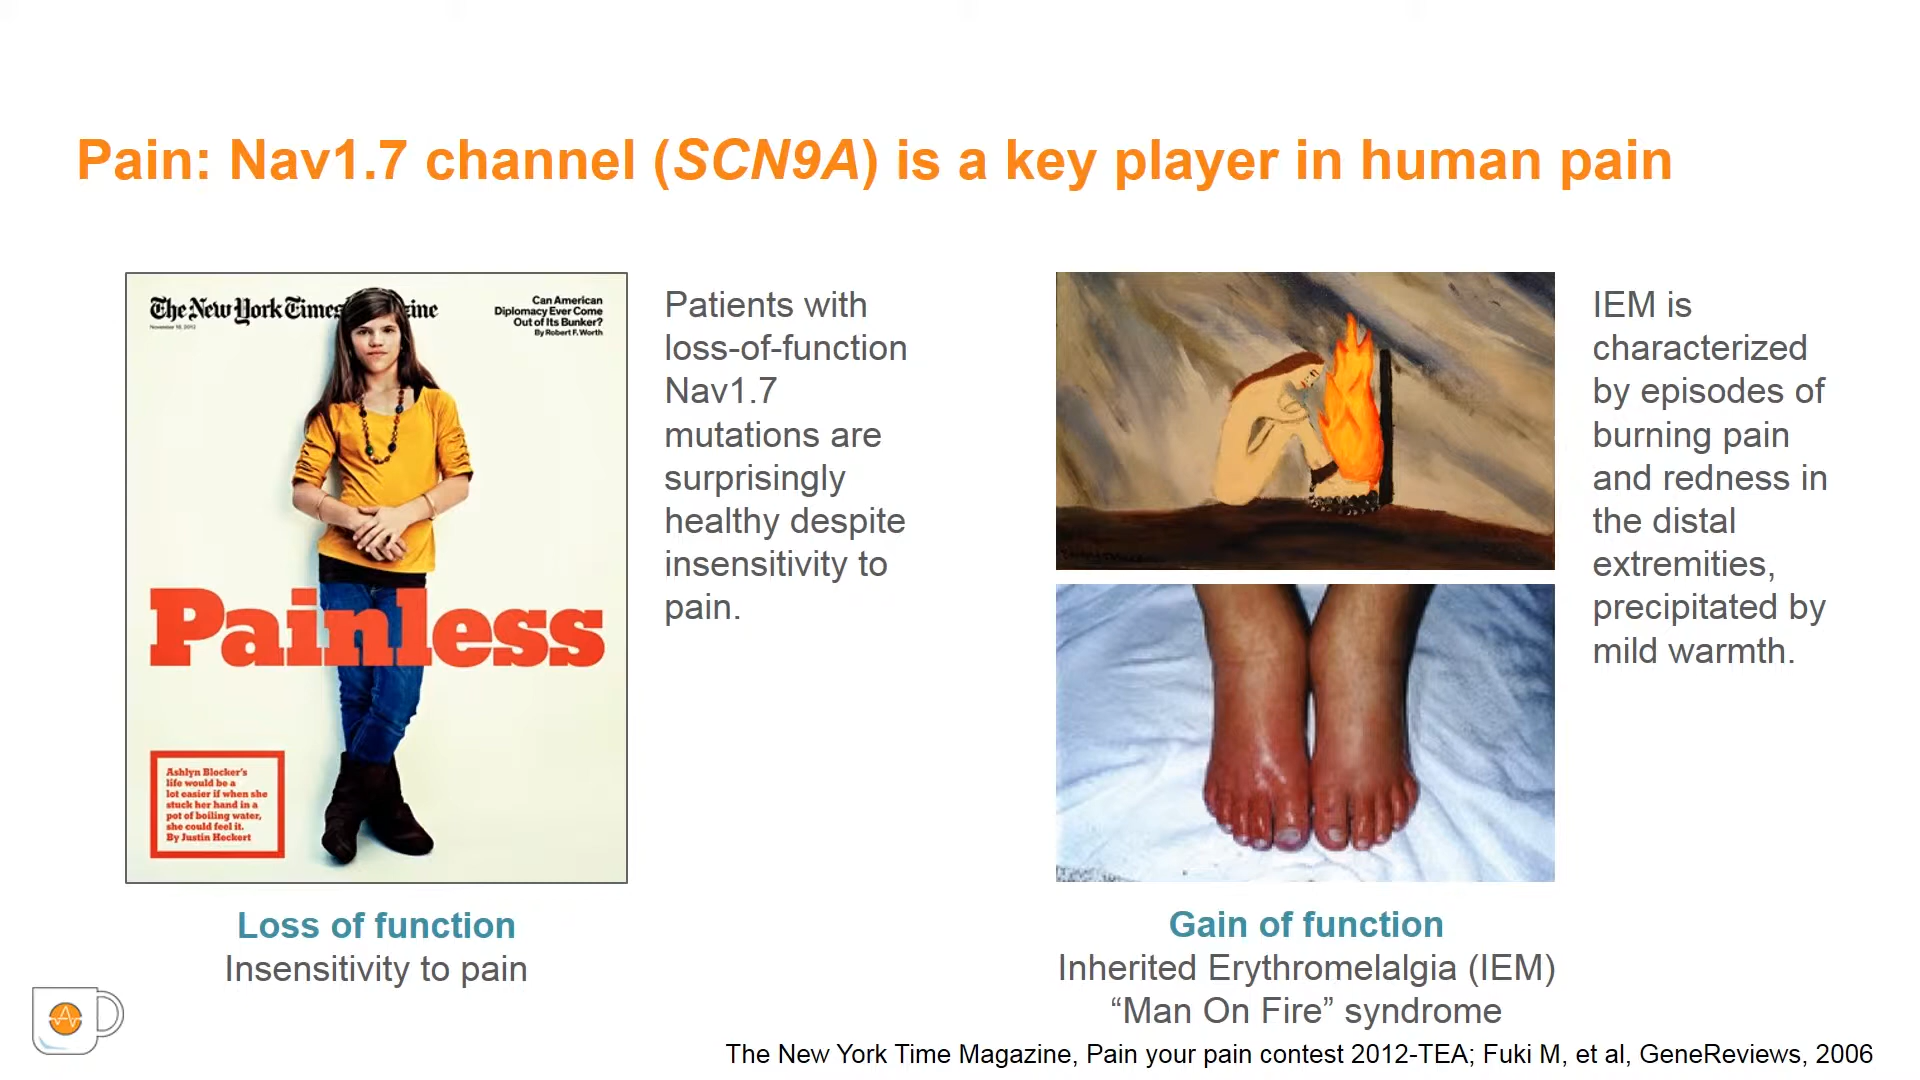 Pain: Nav1.7 channel (SCN9A) is a key player in human pain
The New York Times Magazine
November 18, 2012
Can American
Diplomacy Ever Come
Out of Its Bunker?
By Robert F. Worth
Painless
Ashlyn Blocker's
life would be a
lot easier if when she
stuck her hand in a
pot of boiling water,
she could feel it.
By Justin Heckert
Patients with
loss-of-function
Nav1.7
mutations are
surprisingly
healthy despite
insensitivity to
pain.
Loss of function
Insensitivity to pain
IEM is
characterized
by episodes of
burning pain
and redness in
the distal
extremities,
precipitated by
mild warmth.
Gain of function
Inherited Erythromelalgia (IEM)
“Man On Fire” syndrome
The New York Time Magazine, Pain your pain contest 2012-TEA; Fuki M, et al, GeneReviews, 2006